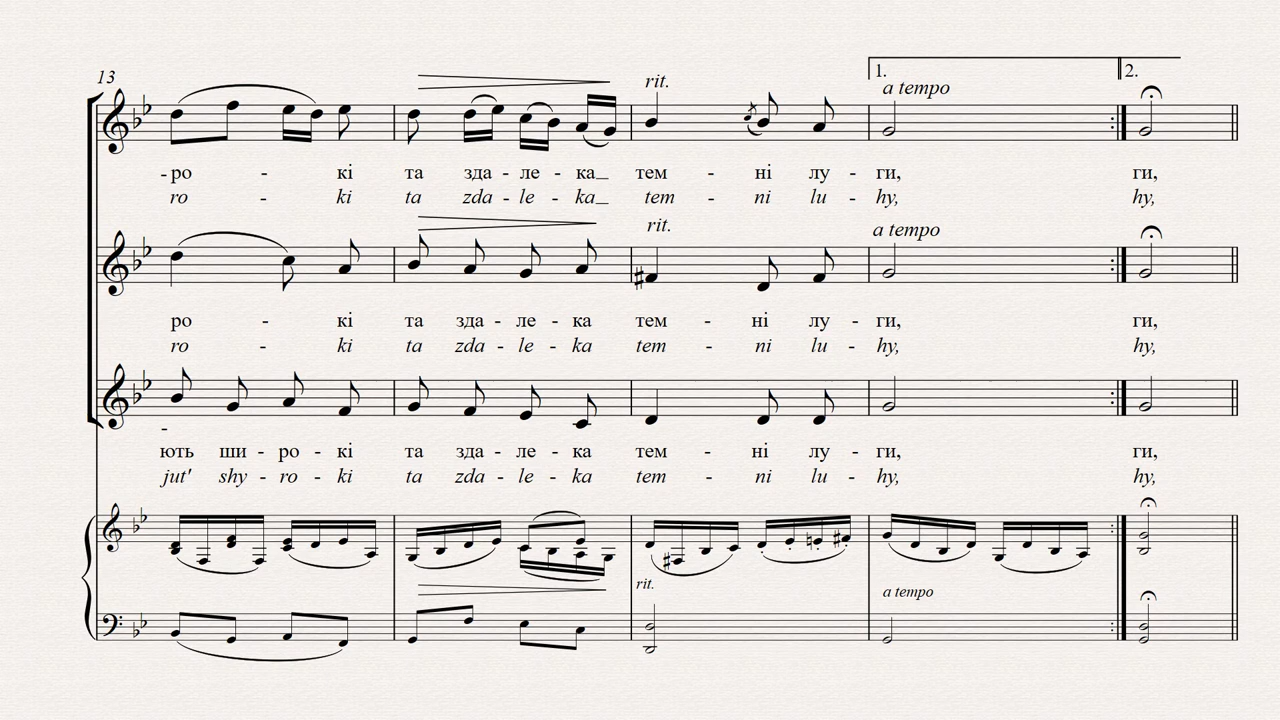 13 rit. 1. a tempo 2.
-ро - кі та зда - ле - ка_ тем - ні лу - ги, ги,
ro - ki ta zda - le - ka_ tem - ni lu - hy, hy,
rit. a tempo
ро - кі та зда - ле - ка тем - ні лу - ги, ги,
ro - ki ta zda - le - ka tem - ni lu - hy, hy,
-
ють ши - ро - кі та зда - ле - ка тем - ні лу - ги, ги,
jut' shy - ro - ki ta zda - le - ka tem - ni lu - hy, hy,
rit. a tempo